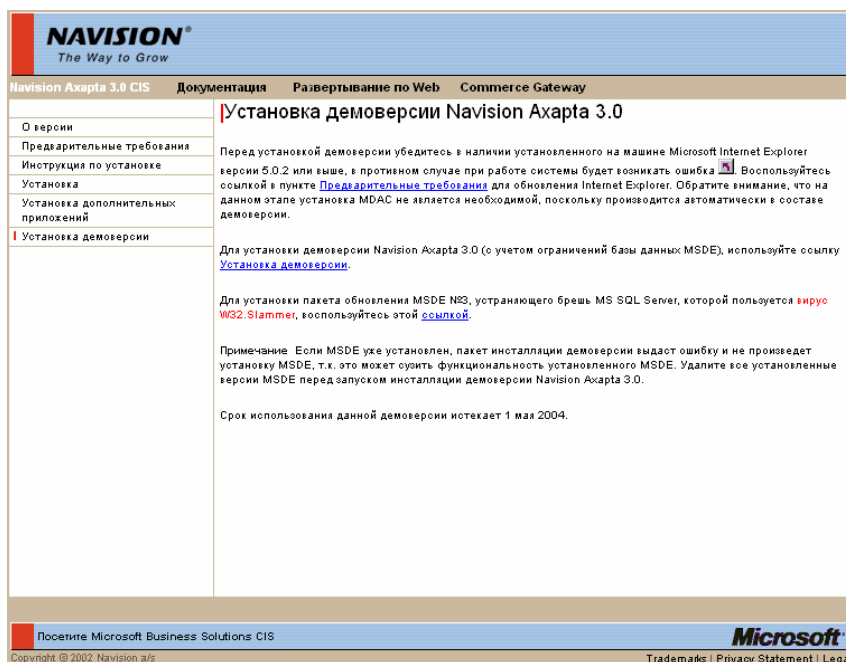 NAVISION®
The Way to Grow
Navision Axapta 3.0 CIS Документация Развертывание по Web Commerce Gateway
О версии
Предварительные требования
Инструкция по установке
Установка
Установка дополнительных
приложений
Установка демоверсии
Установка демоверсии Navision Axapta 3.0
Перед установкой демоверсии убедитесь в наличии установленного на машине Microsoft Internet Explorer
версии 5.0.2 или выше, в противном случае при работе системы будет возникать ошибка . Воспользуйтесь
ссылкой в пункте Предварительные требования для обновления Internet Explorer. Обратите внимание, что на
данном этапе установка MDAC не является необходимой, поскольку производится автоматически в составе
демоверсии.
Для установки демоверсии Navision Axapta 3.0 (с учетом ограничений базы данных MSDE), используйте ссылку
Установка демоверсии.
Для установки пакета обновления MSDE №3, устраняющего брешь MS SQL Server, которой пользуется вирус
W32.Slammer, воспользуйтесь этой ссылкой.
Примечание Если MSDE уже установлен, пакет инсталляции демоверсии выдаст ошибку и не произведет
установку MSDE, т.к. это может сузить функциональность установленного MSDE. Удалите все установленные
версии MSDE перед запуском инсталляции демоверсии Navision Axapta 3.0.
Срок использования данной демоверсии истекает 1 мая 2004.
Посетите Microsoft Business Solutions CIS
Microsoft
Copyright © 2002 Navision a/s
Trademarks | Privacy Statement | Lega